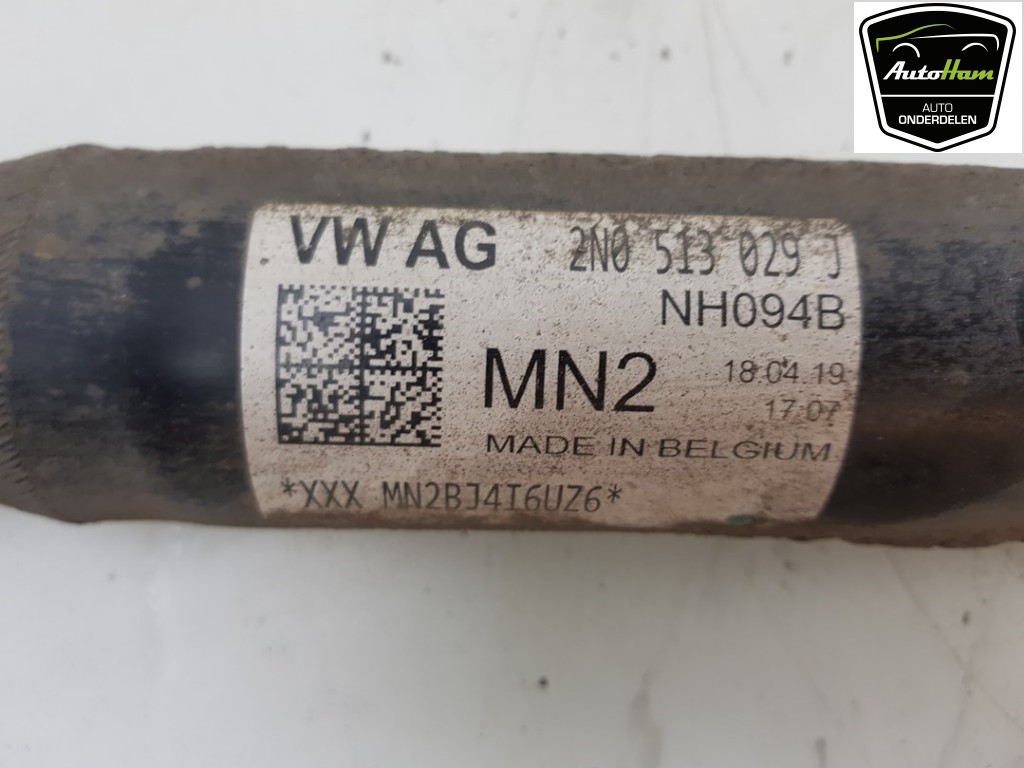 AutoHam
AUTO
ONDERDELEN
VW AG 2N0 513 029 J
NH094B
MN2
18.04.19
17.07
MADE IN BELGIUM
*XXX MN2BJ4I6UZ6*